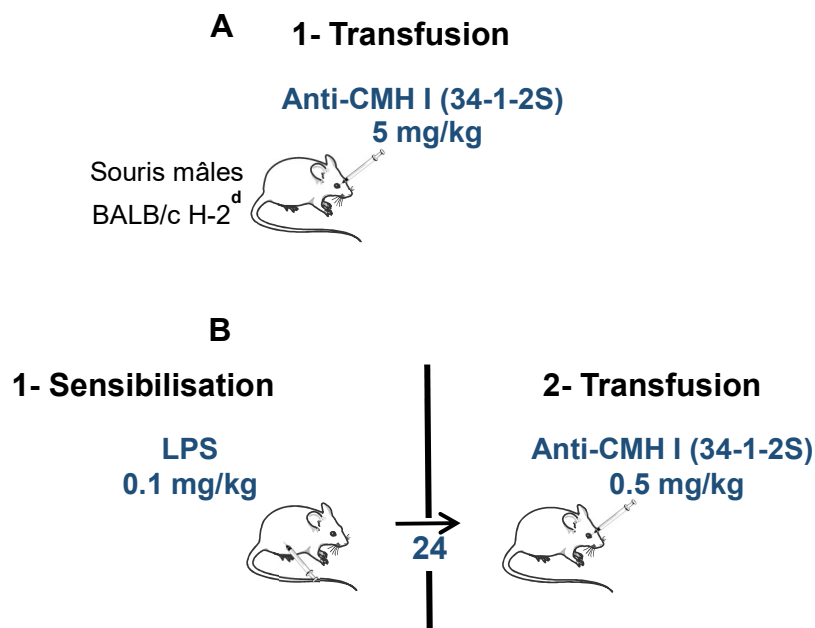 A
1- Transfusion
Anti-CMH I (34-1-2S)
5 mg/kg
Souris mâles
BALB/c H-2d
B
1- Sensibilisation
2- Transfusion
LPS
0.1 mg/kg
Anti-CMH I (34-1-2S)
0.5 mg/kg
24